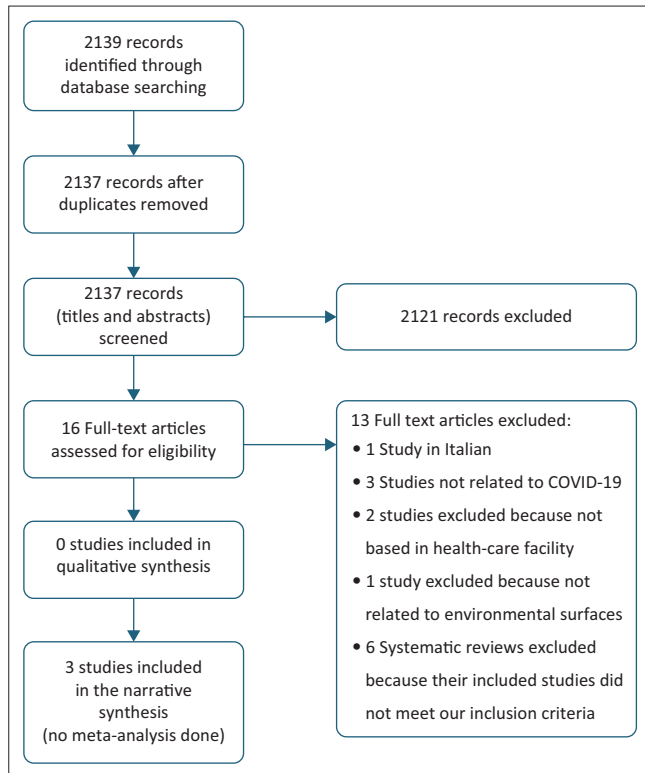 2139 records
identified through
database searching
2137 records after
duplicates removed
2137 records
(titles and abstracts)
screened
2121 records excluded
16 Full-text articles
assessed for eligibility
13 Full text articles excluded:
• 1 Study in Italian
• 3 Studies not related to COVID-19
• 2 studies excluded because not
based in health-care facility
• 1 study excluded because not
related to environmental surfaces
• 6 Systematic reviews excluded
because their included studies did
not meet our inclusion criteria
0 studies included in
qualitative synthesis
3 studies included
in the narrative
synthesis
(no meta-analysis done)